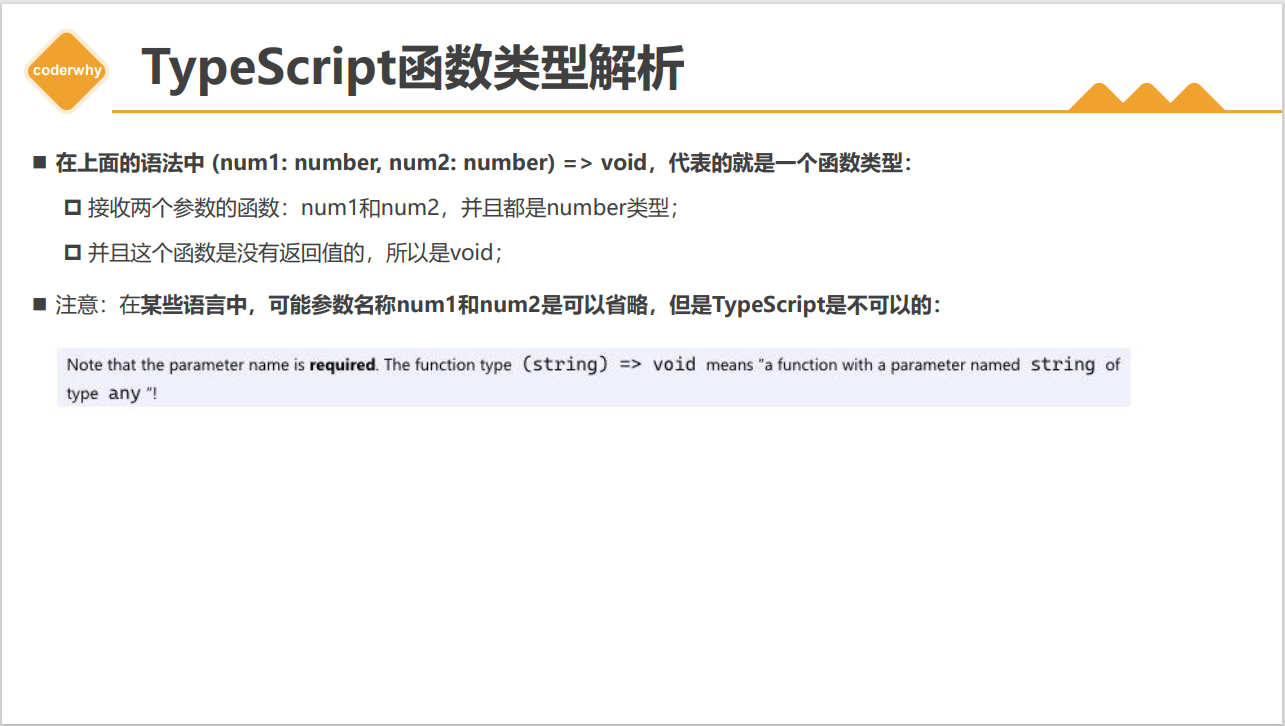 coderwhy
TypeScript函数类型解析
在上面的语法中 (num1: number, num2: number) => void，代表的就是一个函数类型：
接收两个参数的函数：num1和num2，并且都是number类型；
并且这个函数是没有返回值的，所以是void；
注意：在某些语言中，可能参数名称num1和num2是可以省略，但是TypeScript是不可以的：
Note that the parameter name is required. The function type (string) => void means "a function with a parameter named string of
type any "!